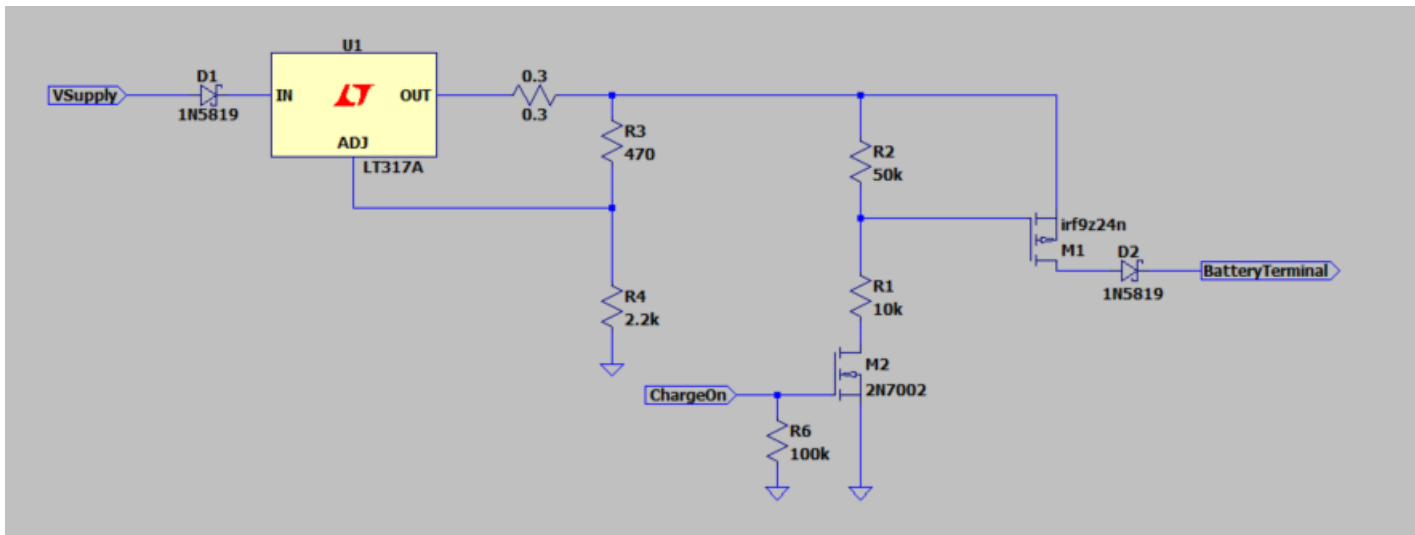 U1
D1
VSupply
1N5819
IN
OUT
ADJ
LT317A
0.3
0.3
R3
470
R2
50k
irf9z24n
M1
D2
BatteryTerminal
1N5819
R4
2.2k
R1
10k
M2
2N7002
ChargeOn
R6
100k